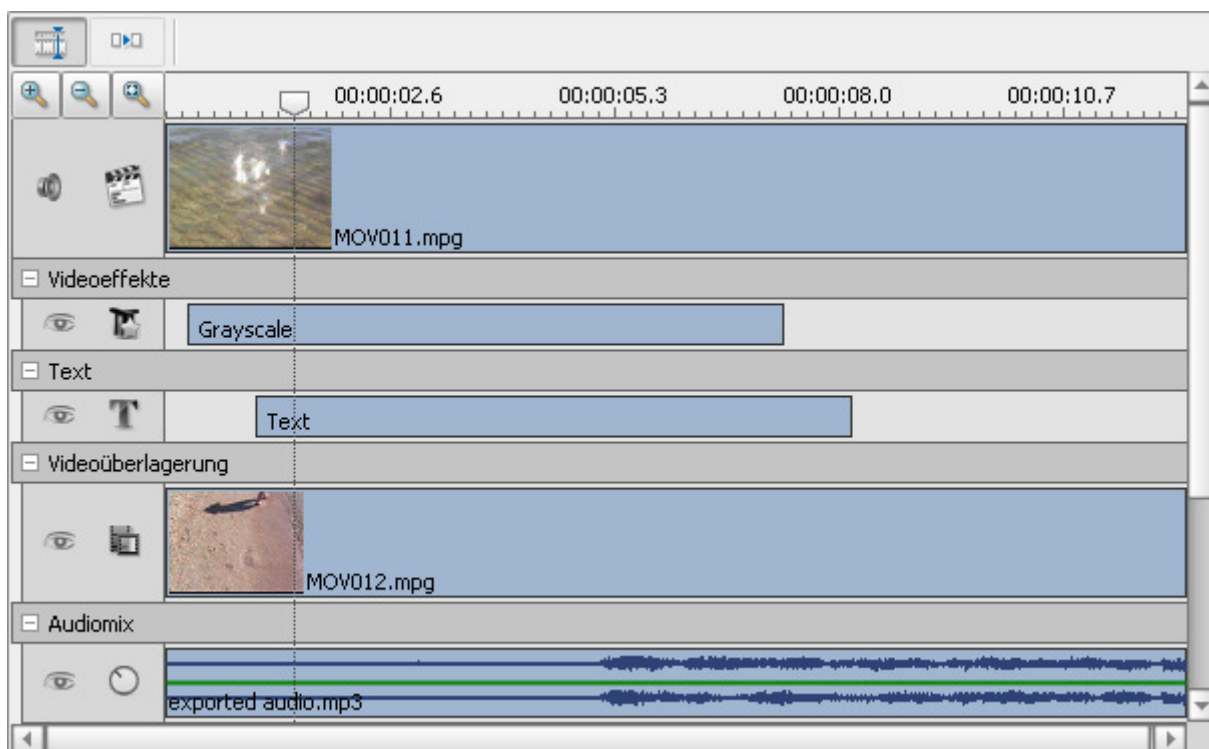 00:00:02.6 00:00:05.3 00:00:08.0 00:00:10.7
MOV011.mpg
Videoeffekte
Grayscale
Text
T Text
Videoüberlagerung
MOV012.mpg
Audiomix
exported audio.mp3